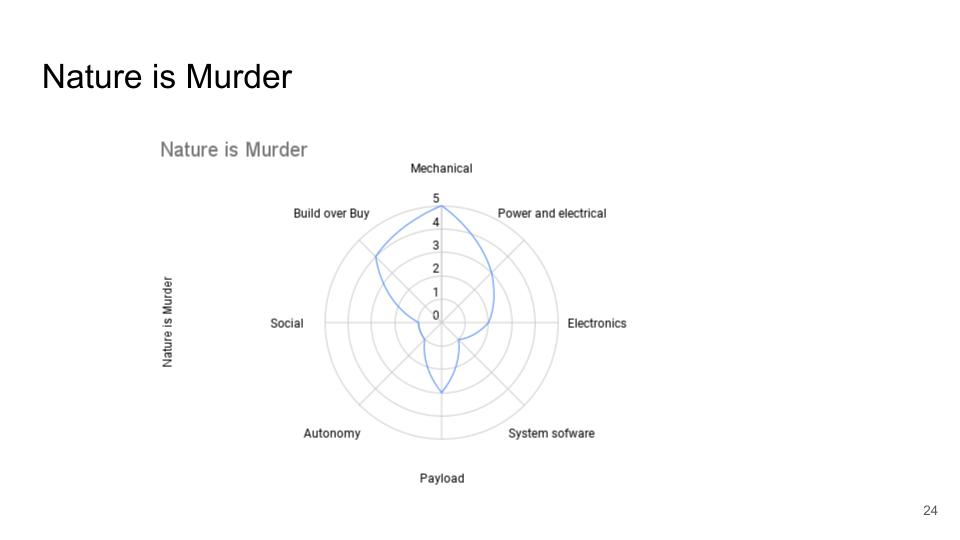 Nature is Murder
Nature is Murder
Mechanical
5
Build over Buy
Power and electrical
4
3
2
1
0
Nature is Murder
Social
Electronics
Autonomy
System sofware
Payload
24